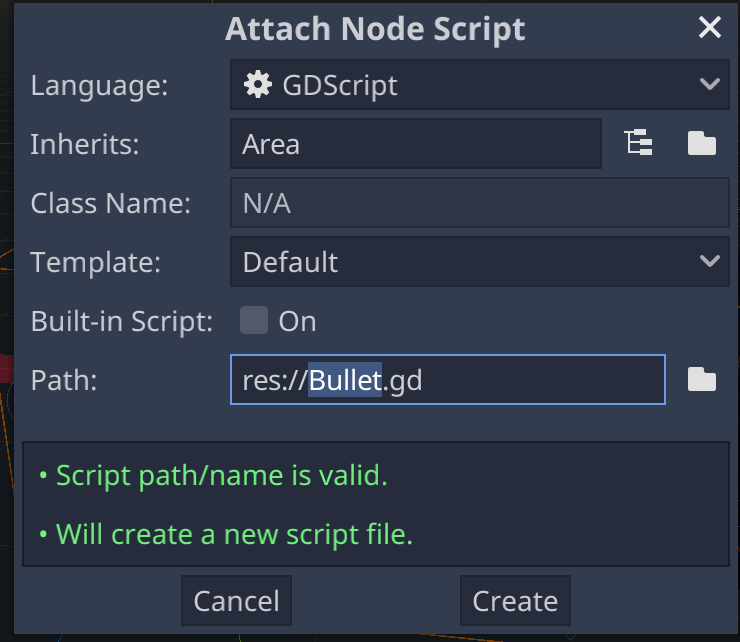 Attach Node Script
Language: GDScript
Inherits: Area
Class Name: N/A
Template: Default
Built-in Script: On
Path: res://Bullet.gd
• Script path/name is valid.
• Will create a new script file.
Cancel Create